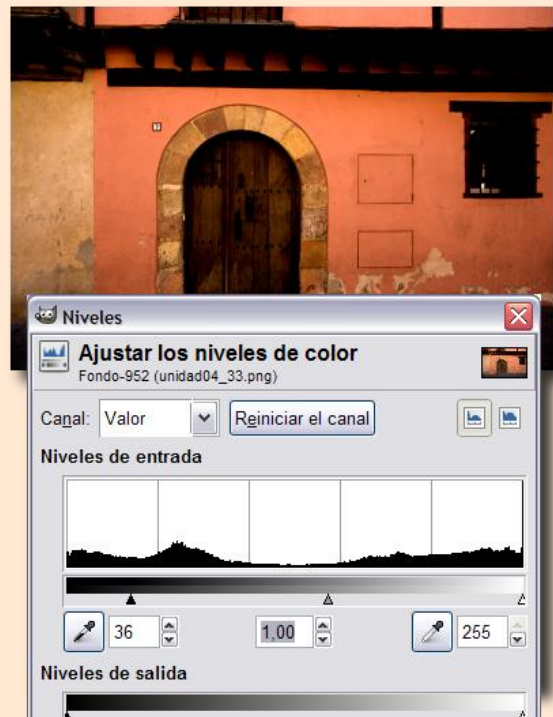 Niveles
Ajustar los niveles de color
Fondo-952 (unidad04_33.png)
Canal: Valor Reiniciar el canal
Niveles de entrada
36 1,00 255
Niveles de salida